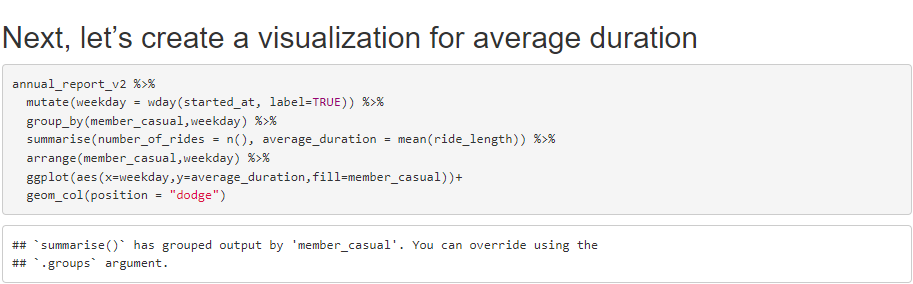 Next, let’s create a visualization for average duration
annual_report_v2 %>%
  mutate(weekday = wday(started_at, label=TRUE)) %>%
  group_by(member_casual,weekday) %>%
  summarise(number_of_rides = n(), average_duration = mean(ride_length)) %>%
  arrange(member_casual,weekday) %>%
  ggplot(aes(x=weekday,y=average_duration,fill=member_casual))+
  geom_col(position = "dodge")
## `summarise()` has grouped output by 'member_casual'. You can override using the
## `.groups` argument.